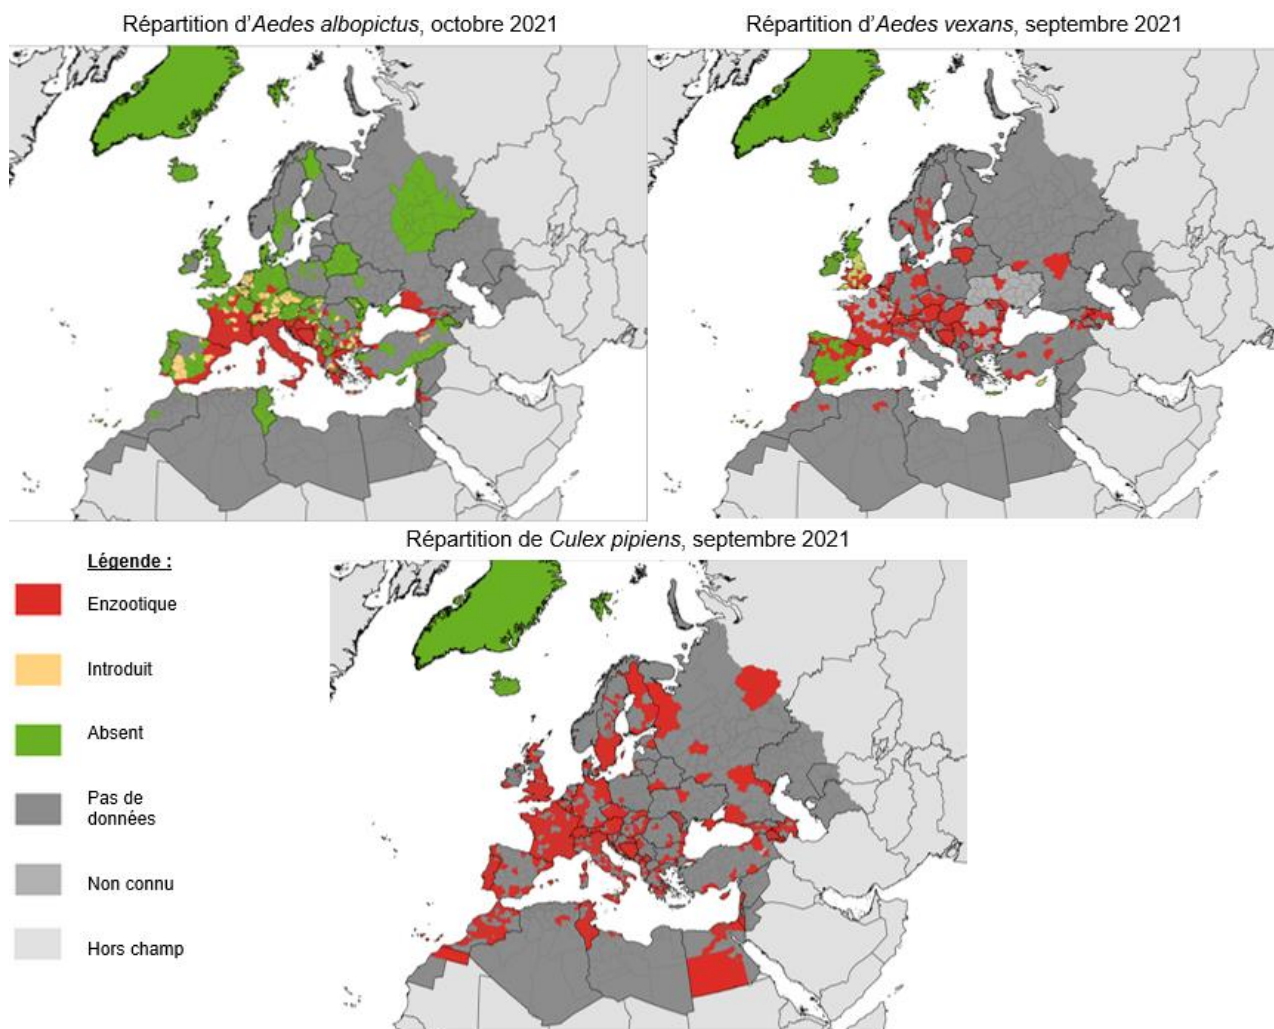 Répartition d'Aedes albopictus, octobre 2021
Répartition d'Aedes vexans, septembre 2021
Répartition de Culex pipiens, septembre 2021
Légende :
Enzootique
Introduit
Absent
Pas de
données
Non connu
Hors champ